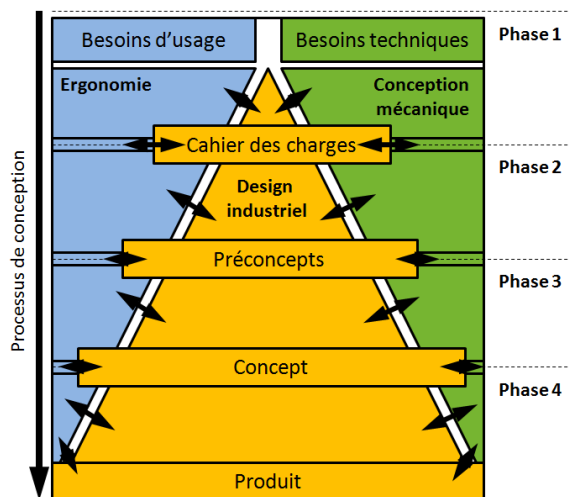 Besoins d'usage
Besoins techniques
Phase 1
Ergonomie
Conception
mécanique
Cahier des charges
Phase 2
Design
industriel
Processus de conception
Préconcepts
Phase 3
Concept
Phase 4
Produit